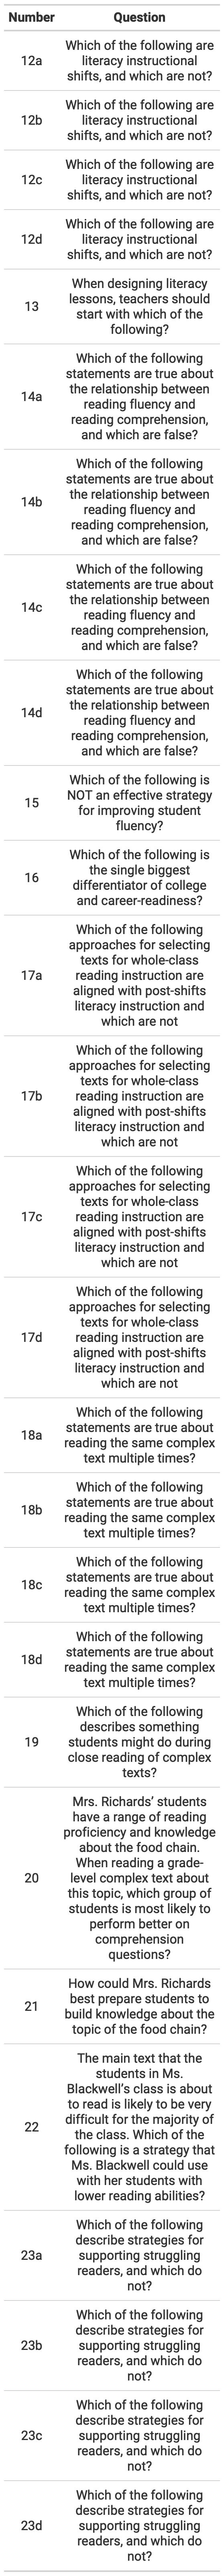 Number Question
12a Which of the following are
literacy instructional
shifts, and which are not?
12b Which of the following are
literacy instructional
shifts, and which are not?
12c Which of the following are
literacy instructional
shifts, and which are not?
12d Which of the following are
literacy instructional
shifts, and which are not?
13 When designing literacy
lessons, teachers should
start with which of the
following?
14a Which of the following
statements are true about
the relationship between
reading fluency and
reading comprehension,
and which are false?
14b Which of the following
statements are true about
the relationship between
reading fluency and
reading comprehension,
and which are false?
14c Which of the following
statements are true about
the relationship between
reading fluency and
reading comprehension,
and which are false?
14d Which of the following
statements are true about
the relationship between
reading fluency and
reading comprehension,
and which are false?
15 Which of the following is
NOT an effective strategy
for improving student
fluency?
16 Which of the following is
the single biggest
differentiator of college
and career-readiness?
17a Which of the following
approaches for selecting
texts for whole-class
reading instruction are
aligned with post-shifts
literacy instruction and
which are not
17b Which of the following
approaches for selecting
texts for whole-class
reading instruction are
aligned with post-shifts
literacy instruction and
which are not
17c Which of the following
approaches for selecting
texts for whole-class
reading instruction are
aligned with post-shifts
literacy instruction and
which are not
17d Which of the following
approaches for selecting
texts for whole-class
reading instruction are
aligned with post-shifts
literacy instruction and
which are not
18a Which of the following
statements are true about
reading the same complex
text multiple times?
18b Which of the following
statements are true about
reading the same complex
text multiple times?
18c Which of the following
statements are true about
reading the same complex
text multiple times?
18d Which of the following
statements are true about
reading the same complex
text multiple times?
19 Which of the following
describes something
students might do during
close reading of complex
texts?
20 Mrs. Richards' students
have a range of reading
proficiency and knowledge
about the food chain.
When reading a grade-
level complex text about
this topic, which group of
students is most likely to
perform better on
comprehension
questions?
21 How could Mrs. Richards
best prepare students to
build knowledge about the
topic of the food chain?
22 The main text that the
students in Ms.
Blackwell's class is about
to read is likely to be very
difficult for the majority of
the class. Which of the
following is a strategy that
Ms. Blackwell could use
with her students with
lower reading abilities?
23a Which of the following
describe strategies for
supporting struggling
readers, and which do
not?
23b Which of the following
describe strategies for
supporting struggling
readers, and which do
not?
23c Which of the following
describe strategies for
supporting struggling
readers, and which do
not?
23d Which of the following
describe strategies for
supporting struggling
readers, and which do
not?